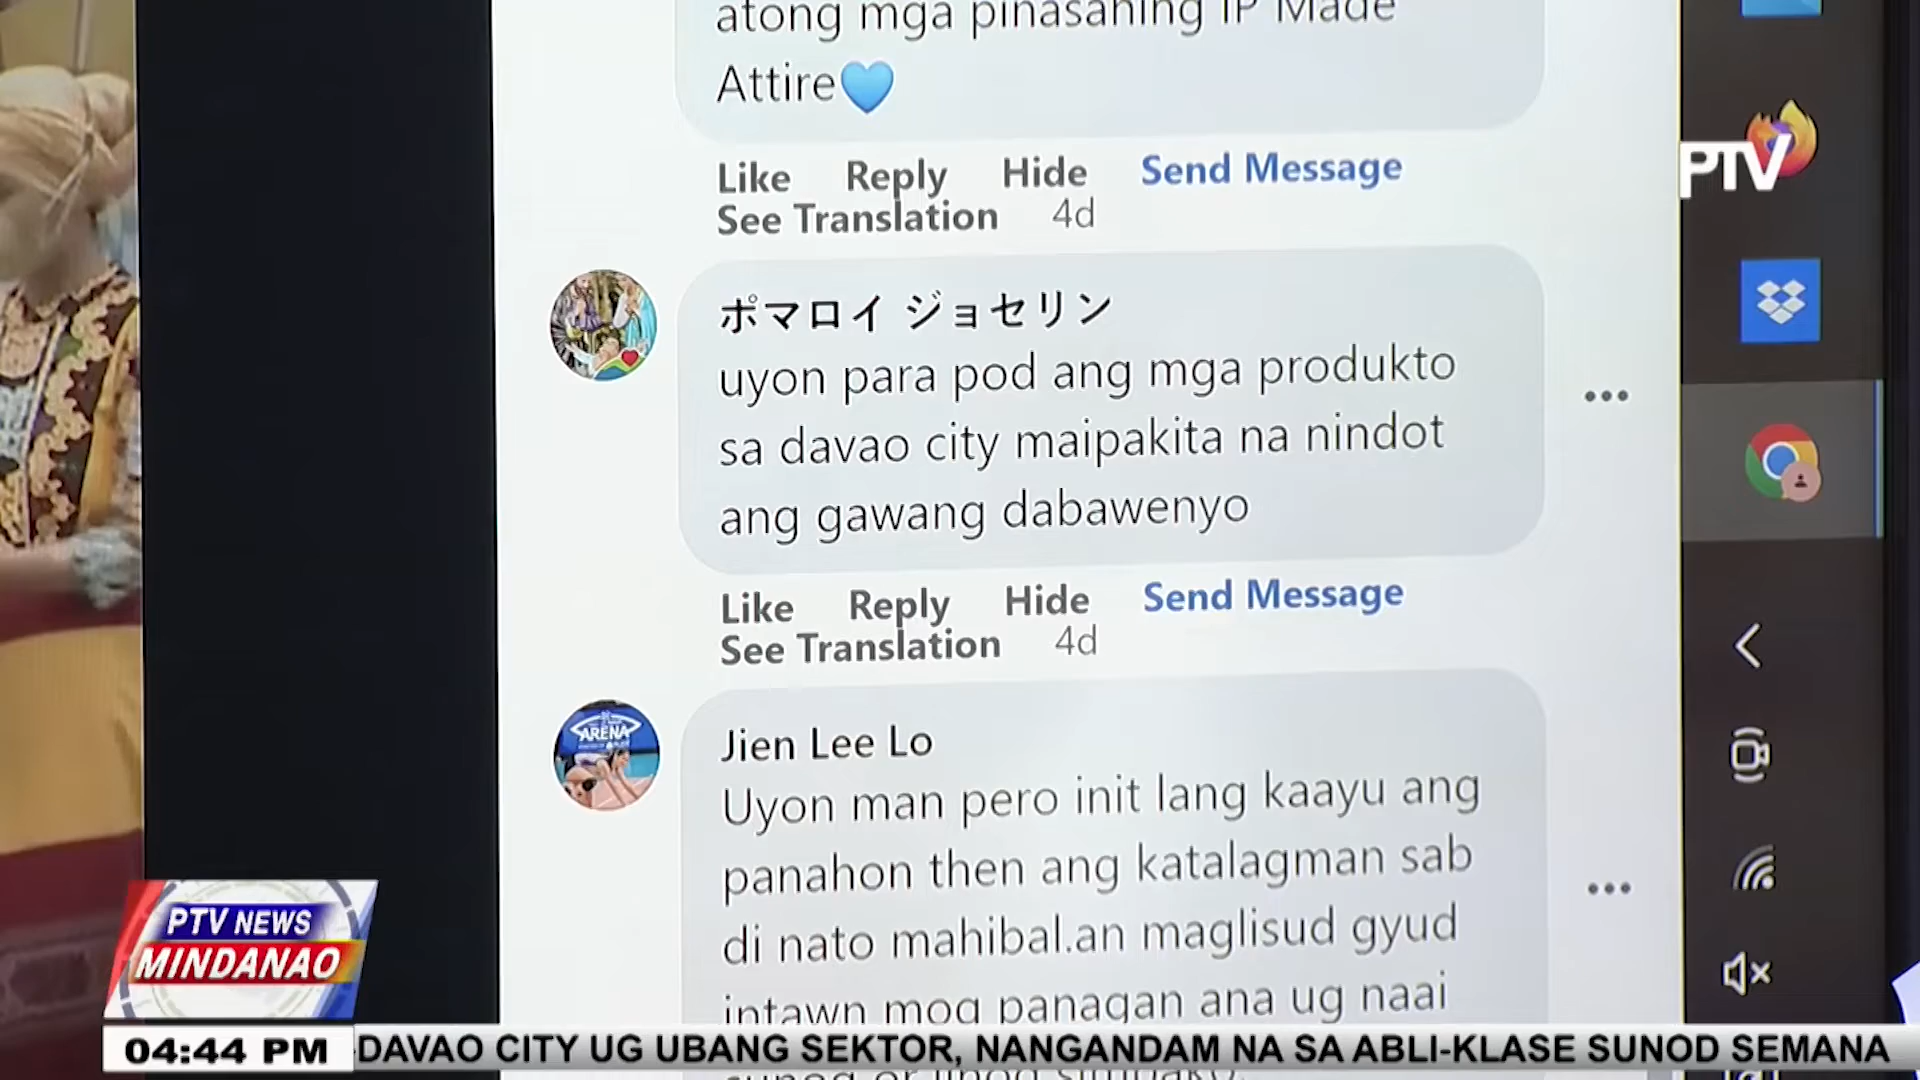 atong mga pinasahing IP Made
Attire
Like Reply Hide Send Message
See Translation 4d
ポマロイ ジョセリン
uyon para pod ang mga produkto
sa davao city maipakita na nindot
ang gawang dabawenyo
Like Reply Hide Send Message
See Translation 4d
ARENA
Jien Lee Lo
Uyon man pero init lang kaayu ang
panahon then ang katalagman sab
di nato mahibal.an maglisud gyud
intawn mog panagan ana ug naai
PTV
PTV NEWS
MINDANAO
04:44 PM
DAVAO CITY UG UBANG SEKTOR, NANGANDAM NA SA ABLI-KLASE SUNOD SEMANA